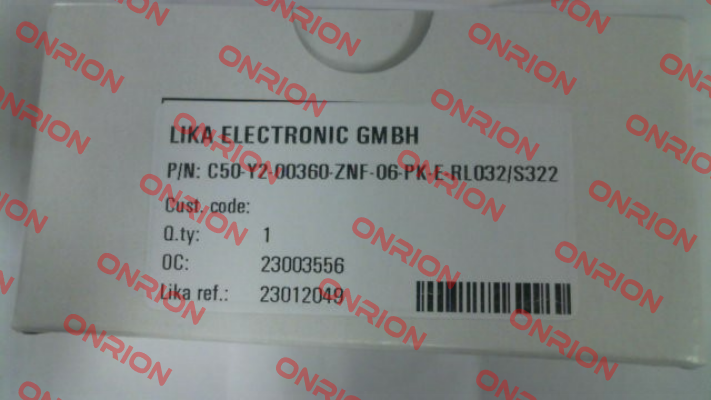 LIKA ELECTRONIC GMBH
P/N: C50-Y2-00360-ZNF-06-PK-E-RL032/S322
Cust. code:
Q.ty: 1
OC: 23003556
Lika ref.: 23012049
ONRION